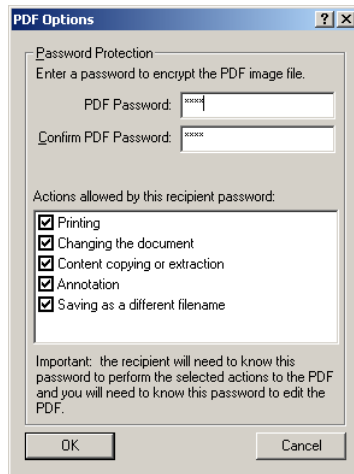 PDF Options
Password Protection
Enter a password to encrypt the PDF image file.
PDF Password: xxxx
Confirm PDF Password: xxxx
Actions allowed by this recipient password:
Printing
Changing the document
Content copying or extraction
Annotation
Saving as a different filename
Important: the recipient will need to know this
password to perform the selected actions to the PDF
and you will need to know this password to edit the
PDF.
OK Cancel